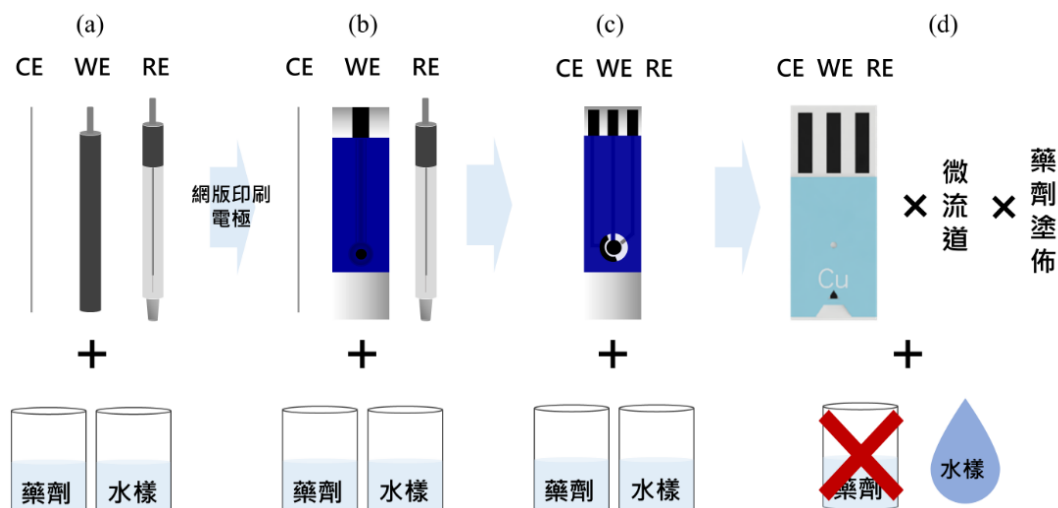 (a)
(b)
(c)
(d)
CE WE RE
CE WE RE
CE WE RE
CE WE RE
網版印刷
電極
Cu
×
微流道
×
藥劑塗佈
+
+
+
+
藥劑
水樣
藥劑
水樣
藥劑
水樣
藥劑
水樣